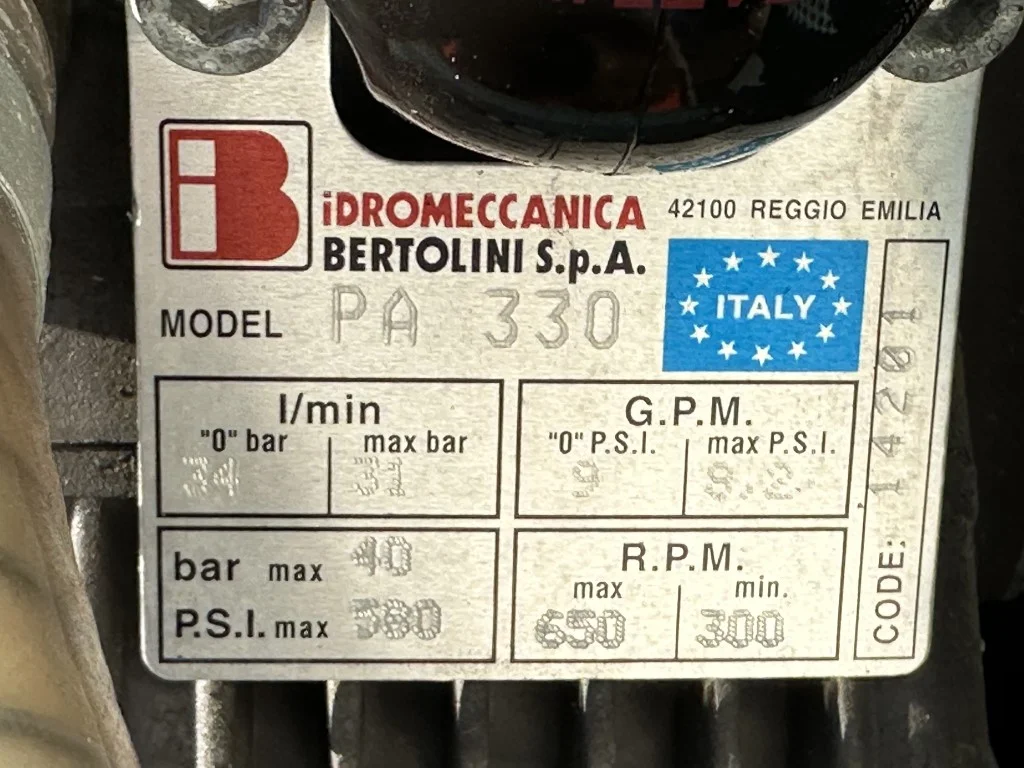 iB
iDROMECCANICA
BERTOLINI S.p.A.
42100 REGGIO EMILIA
ITALY
MODEL PA 330
l/min
"0" bar max bar
34
G.P.M.
"0" P.S.I. max P.S.I.
9
bar max 40
P.S.I. max 580
R.P.M.
max min.
650 300
CODE: 14201